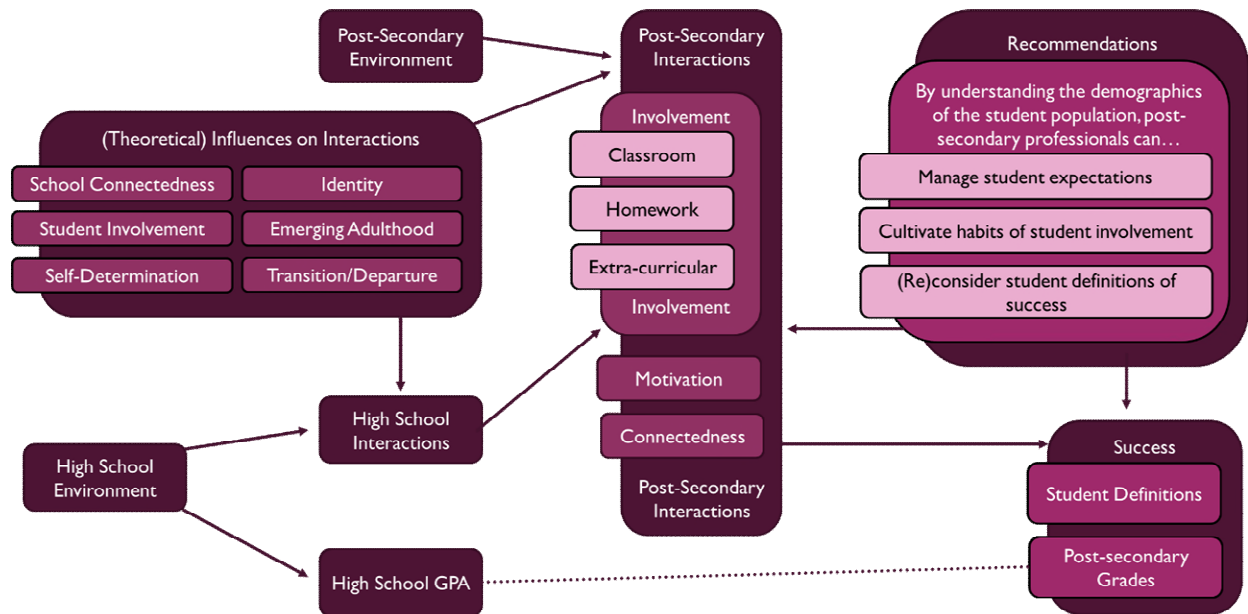 Post-Secondary
Environment
(Theoretical) Influences on Interactions
School Connectedness
Identity
Student Involvement
Emerging Adulthood
Self-Determination
Transition/Departure
High School
Environment
High School
Interactions
High School GPA
Post-Secondary
Interactions
Involvement
Classroom
Homework
Extra-curricular
Involvement
Motivation
Connectedness
Post-Secondary
Interactions
Recommendations
By understanding the demographics
of the student population, post-
secondary professionals can…
Manage student expectations
Cultivate habits of student involvement
(Re)consider student definitions of
success
Success
Student Definitions
Post-secondary
Grades